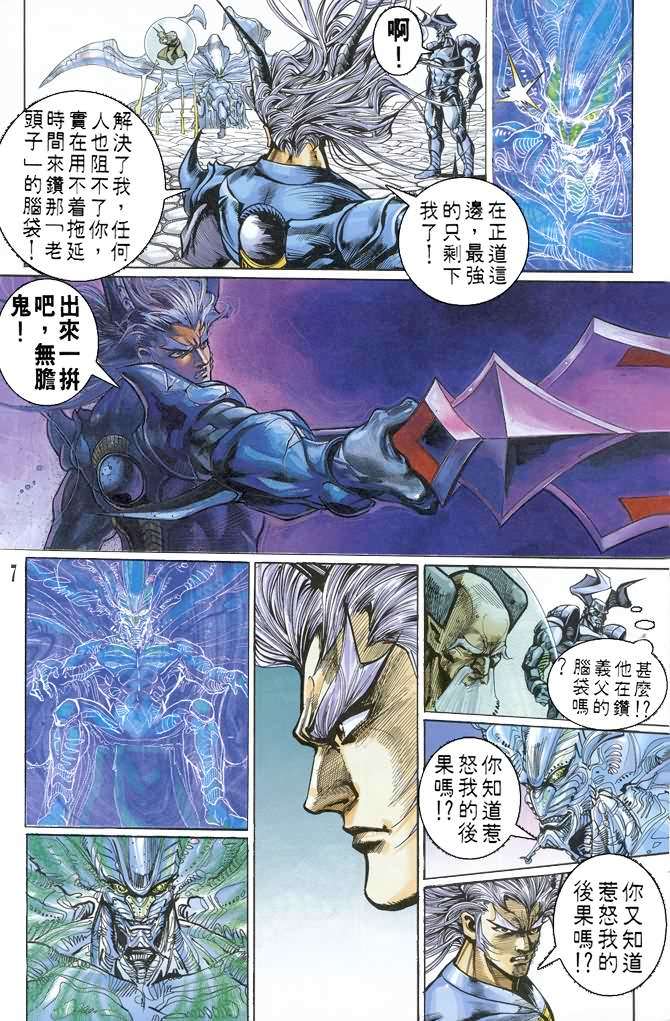 啊！
在正道這
邊，最強
的只剩下
我了！
解決了我，任何
人也阻不了你，
實在用不着拖延
時間來鑽那「老
頭子」的腦袋！
出來一拚
吧，無膽
鬼！
甚麼!?
他在鑽
義父的
腦袋嗎
？
你知道惹
怒我的後
果嗎!?
你又知道
惹怒我的
後果嗎!?
7